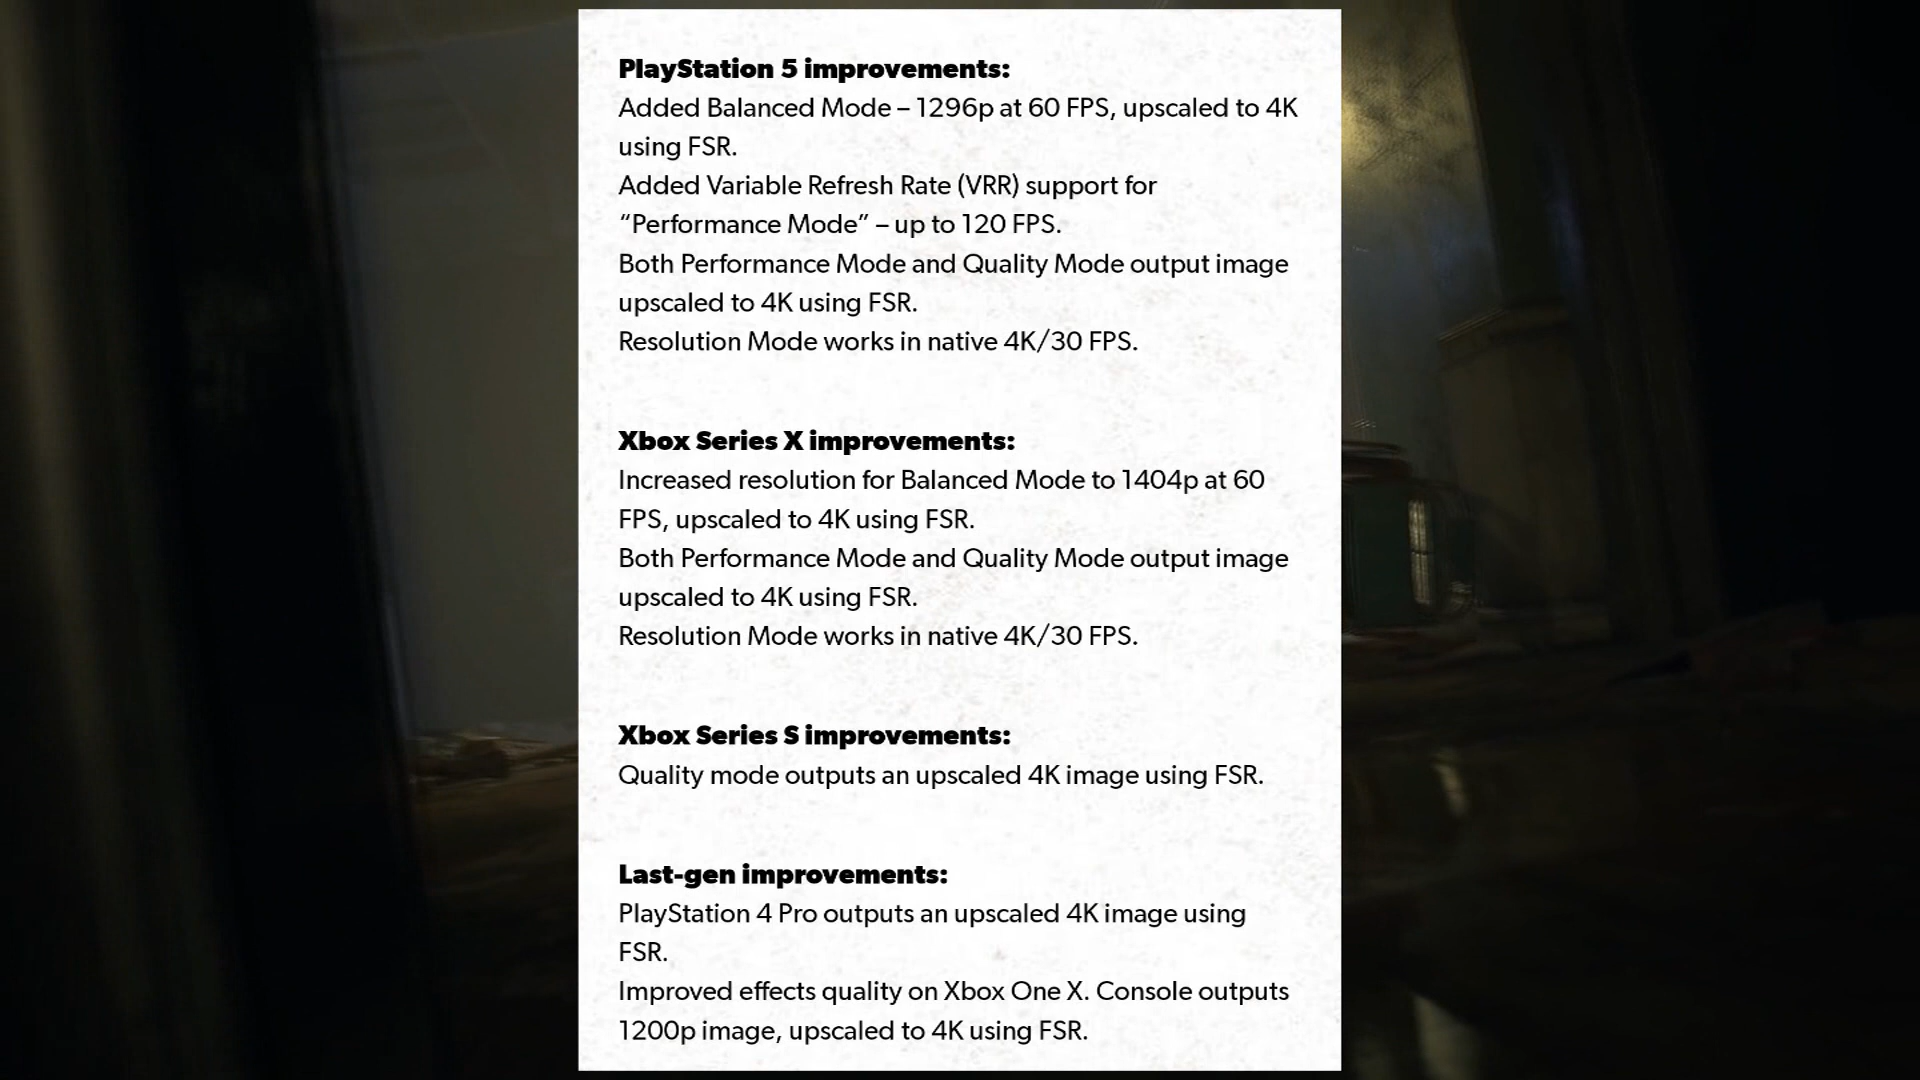 PlayStation 5 improvements:
Added Balanced Mode – 1296p at 60 FPS, upscaled to 4K
using FSR.
Added Variable Refresh Rate (VRR) support for
“Performance Mode” – up to 120 FPS.
Both Performance Mode and Quality Mode output image
upscaled to 4K using FSR.
Resolution Mode works in native 4K/30 FPS.
Xbox Series X improvements:
Increased resolution for Balanced Mode to 1404p at 60
FPS, upscaled to 4K using FSR.
Both Performance Mode and Quality Mode output image
upscaled to 4K using FSR.
Resolution Mode works in native 4K/30 FPS.
Xbox Series S improvements:
Quality mode outputs an upscaled 4K image using FSR.
Last-gen improvements:
PlayStation 4 Pro outputs an upscaled 4K image using
FSR.
Improved effects quality on Xbox One X. Console outputs
1200p image, upscaled to 4K using FSR.